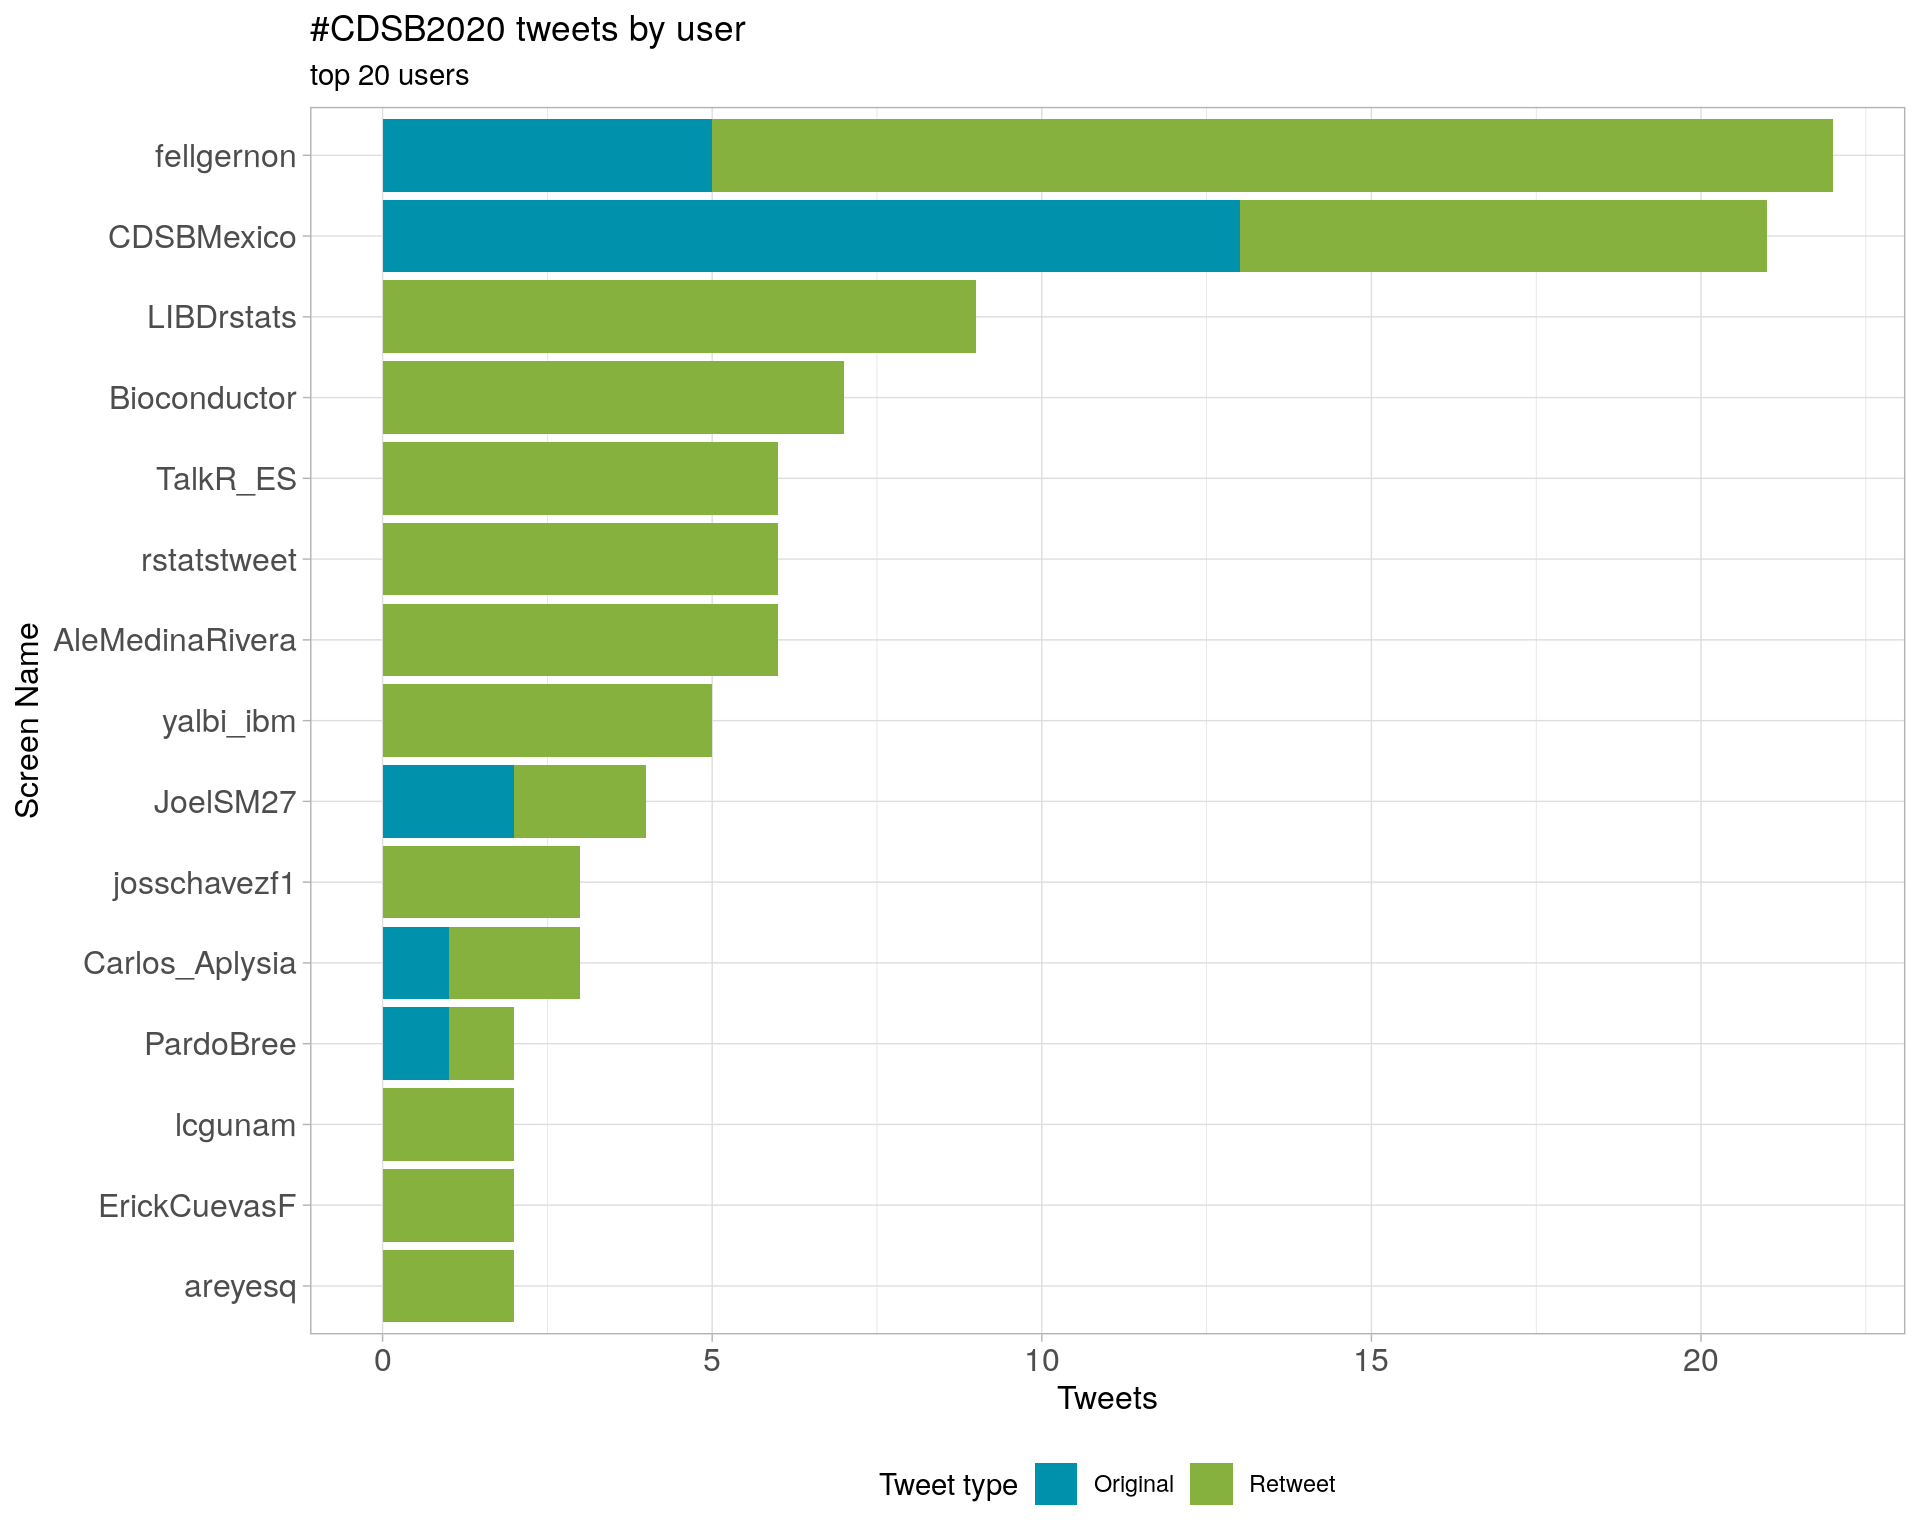 #CDSB2020 tweets by user
top 20 users
Screen Name
fellgernon
CDSBMexico
LIBDrstats
Bioconductor
TalkR_ES
rstatstweet
AleMedinaRivera
yalbi_ibm
JoelSM27
josschavezf1
Carlos_Aplysia
PardoBree
lcgunam
ErickCuevasF
areyesq
0 5 10 15 20
Tweets
Tweet type Original Retweet